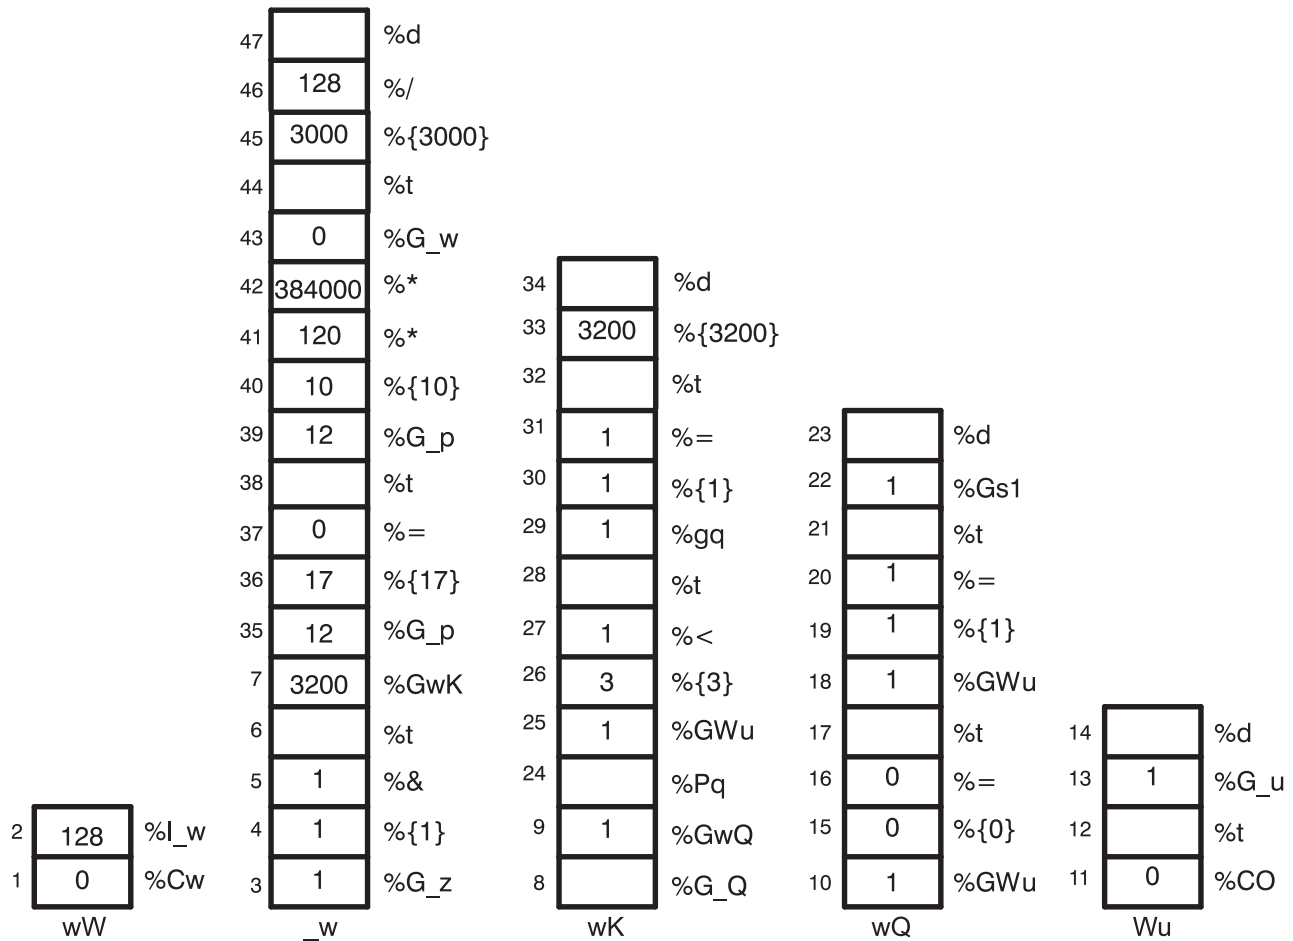 47 %d
46 128 %/
45 3000 %{3000}
44 %t
43 0 %G_w
42 384000 %*
41 120 %*
40 10 %{10}
39 12 %G_p
38 %t
37 0 %=
36 17 %{17}
35 12 %G_p
7 3200 %GwK
6 %t
5 1 %&
4 1 %{1}
3 1 %G_z
_w
2 128 %I_w
1 0 %Cw
wW
34 %d
33 3200 %{3200}
32 %t
31 1 %=
30 1 %{1}
29 1 %gq
28 %t
27 1 %<
26 3 %{3}
25 1 %GWu
24 %Pq
9 1 %GwQ
8 %G_Q
wK
23 %d
22 1 %Gs1
21 %t
20 1 %=
19 1 %{1}
18 1 %GWu
17 %t
16 0 %=
15 0 %{0}
10 1 %GWu
wQ
14 %d
13 1 %G_u
12 %t
11 0 %CO
Wu